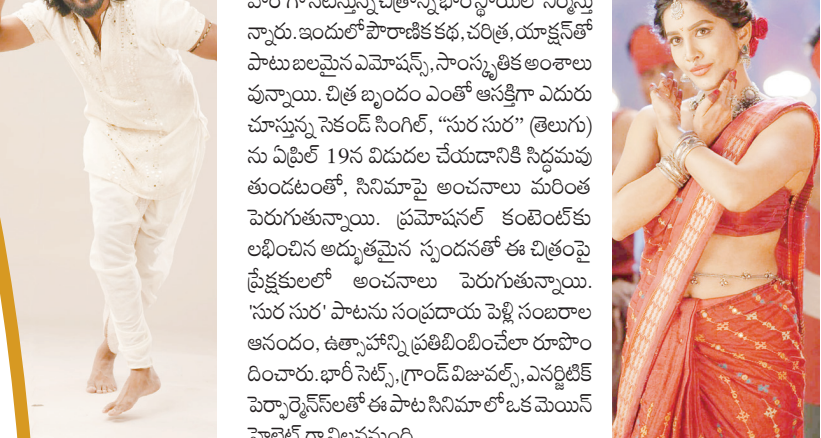 న్నారు. ఇందులో పౌరాణిక కథ, చరిత్ర, యాక్షన్‌తో
పాటు బలమైన ఎమోషన్స్, సాంస్కృతిక అంశాలు
వున్నాయి. చిత్ర బృందం ఎంతో ఆసక్తిగా ఎదురు
చూస్తున్న సెకండ్ సింగిల్, “సుర సుర” (తెలుగు)
ను ఏప్రిల్ 19న విడుదల చేయడానికి సిద్ధమవు
తుండటంతో, సినిమాపై అంచనాలు మరింత
పెరుగుతున్నాయి. ప్రమోషనల్ కంటెంట్‌కు
లభించిన అద్భుతమైన స్పందనతో ఈ చిత్రంపై
ప్రేక్షకులలో అంచనాలు పెరుగుతున్నాయి.
'సుర సుర' పాటను సంప్రదాయ పెళ్లి సంబరాల
ఆనందం, ఉత్సాహాన్ని ప్రతిబింబించేలా రూపొం
దించారు. భారీ సెట్స్, గ్రాండ్ విజువల్స్, ఎనర్జిటిక్
పెర్ఫార్మెన్స్‌లతో ఈ పాట సినిమా లో ఒక మెయిన్